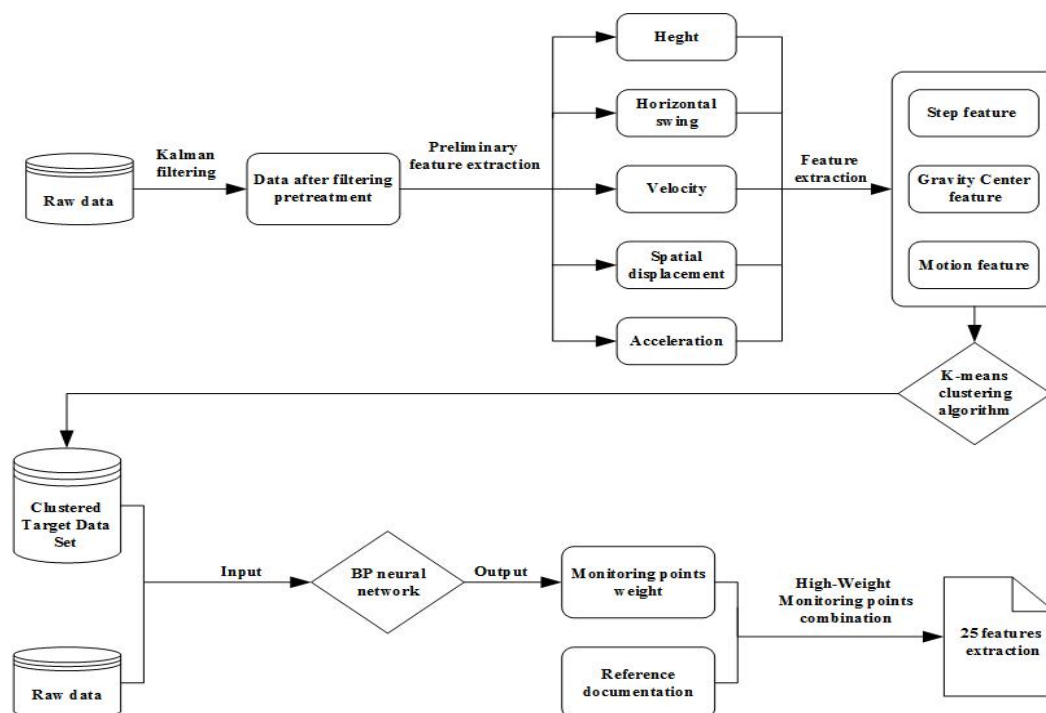 Heght
Horizontal
swing
Step feature
Kalman
filtering
Preliminary
feature extraction
Feature
extraction
Raw data
Data after filtering
pretreatment
Velocity
Gravity Center
feature
Spatial
displacement
Motion feature
Acceleration
K-means
clustering
algorithm
Clustered
Target Data
Set
Input
BP neural
network
Output
Monitoring points
weight
High-Weight
Monitoring points
combination
25 features
extraction
Raw data
Reference
documentation